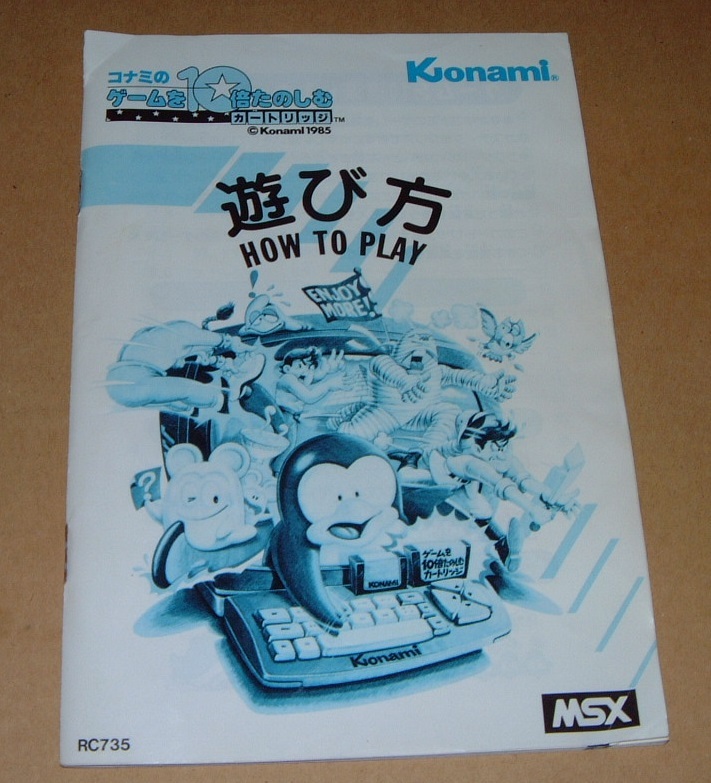 コナミの
ゲームを10倍たのしむ
カートリッジ™
©Konami 1985
Konami®
遊び方
HOW TO PLAY
ENJOY
MORE!
?
ゲームを
10倍たのしむ
カートリッジ
KONAMI
Konami
MSX
RC735